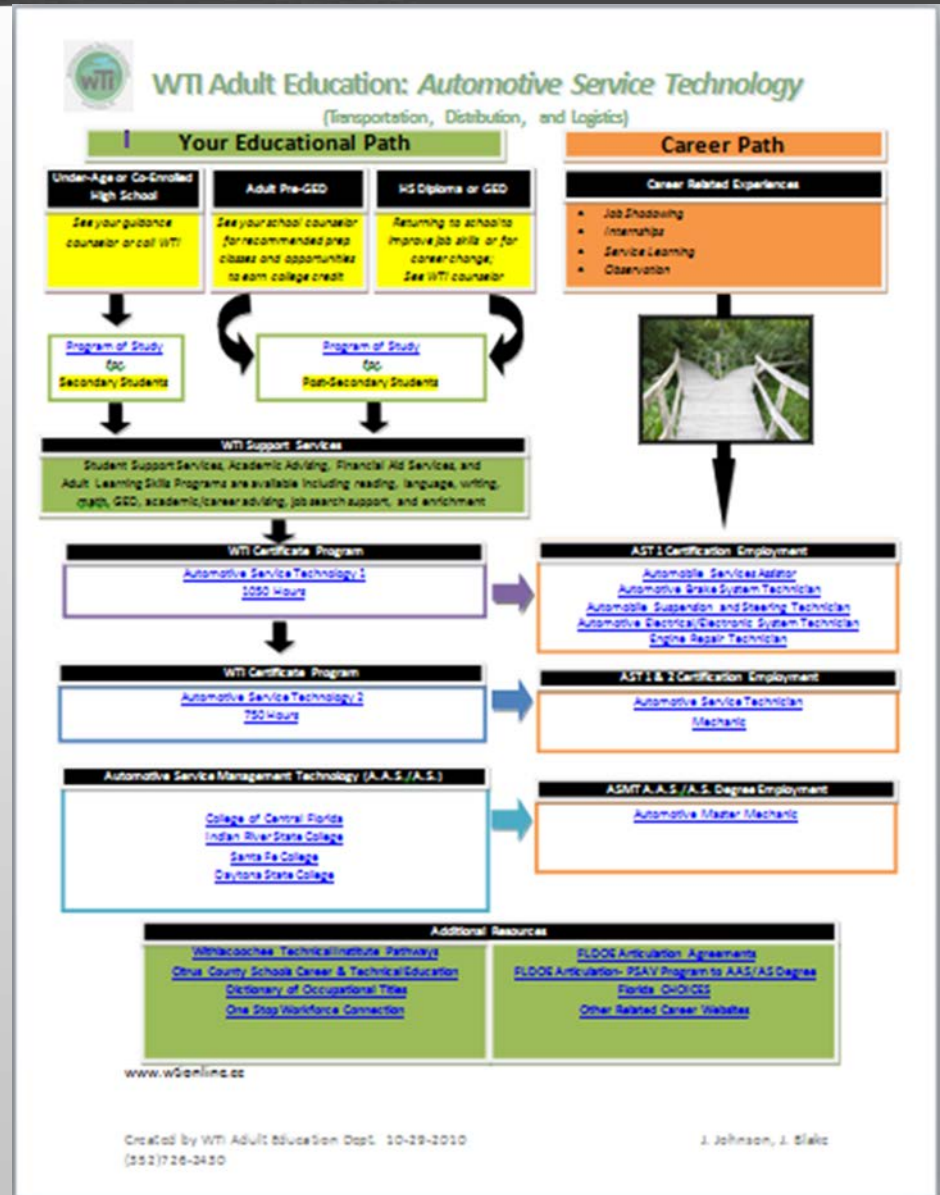 WTI
WTI Adult Education: Automotive Service Technology
(Transportation, Distribution, and Logistics)
Your Educational Path
Career Path
Under-Age or Co-Enrolled
High School
See your guidance
counselor or call WTI
Adult Pre-GED
See your school counselor
for recommended prep
classes and opportunities
to earn college credit
HS Diploma or GED
Returning to school to
improve job skills or for
career change;
See WTI counselor
Career Related Experiences
• Job Shadowing
• Internships
• Service Learning
• Observation
Program of Study
for
Secondary Students
Program of Study
for
Post-Secondary Students
WTI Support Services
Student Support Services, Academic Advising, Financial Aid Services, and
Adult Learning Skills Programs are available including reading, language, writing,
math, GED, academic/career advising, job search support, and enrichment
WTI Certificate Program
Automotive Service Technology 1
1050 Hours
AST 1 Certification Employment
Automobile Services Assistor
Automotive Brake System Technician
Automobile Suspension and Steering Technician
Automotive Electrical/Electronic System Technician
Engine Repair Technician
WTI Certificate Program
Automotive Service Technology 2
750 Hours
AST 1 & 2 Certification Employment
Automotive Service Technician
Mechanic
Automotive Service Management Technology (A.A.S./A.S.)
College of Central Florida
Indian River State College
Santa Fe College
Daytona State College
ASMT A.A.S./A.S. Degree Employment
Automotive Master Mechanic
Additional Resources
Withlacoochee Technical Institute Pathways
Citrus County Schools Career & Technical Education
Dictionary of Occupational Titles
One Stop Workforce Connection
FLDOE Articulation Agreements
FLDOE Articulation- PSAV Program to AAS/AS Degree
Florida CHOICES
Other Related Career Websites
www.wtionline.cc
Created by WTI Adult Education Dept. 10-29-2010
J. Johnson, J. Blake
(352)726-2430